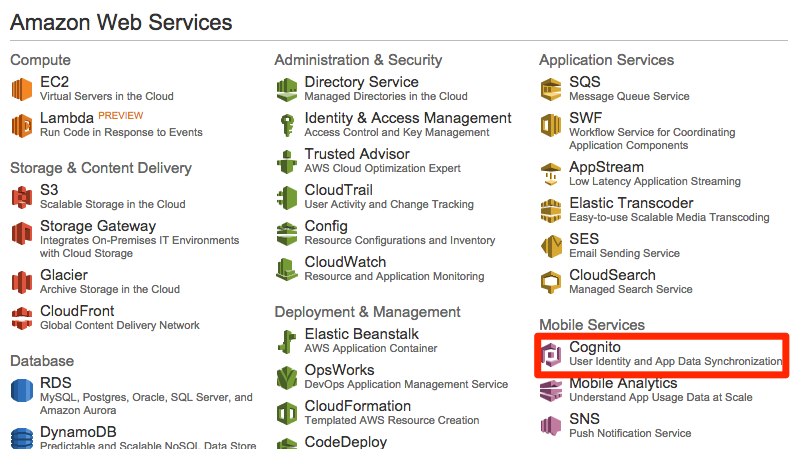 Amazon Web Services
Compute
EC2
Virtual Servers in the Cloud
Lambda PREVIEW
Run Code in Response to Events
Storage & Content Delivery
S3
Scalable Storage in the Cloud
Storage Gateway
Integrates On-Premises IT Environments
with Cloud Storage
Glacier
Archive Storage in the Cloud
CloudFront
Global Content Delivery Network
Database
RDS
MySQL, Postgres, Oracle, SQL Server, and
Amazon Aurora
DynamoDB
Predictable and Scalable NoSQL Data Store
Administration & Security
Directory Service
Managed Directories in the Cloud
Identity & Access Management
Access Control and Key Management
Trusted Advisor
AWS Cloud Optimization Expert
CloudTrail
User Activity and Change Tracking
Config
Resource Configurations and Inventory
CloudWatch
Resource and Application Monitoring
Deployment & Management
Elastic Beanstalk
AWS Application Container
OpsWorks
DevOps Application Management Service
CloudFormation
Templated AWS Resource Creation
CodeDeploy
Application Services
SQS
Message Queue Service
SWF
Workflow Service for Coordinating
Application Components
AppStream
Low Latency Application Streaming
Elastic Transcoder
Easy-to-use Scalable Media Transcoding
SES
Email Sending Service
CloudSearch
Managed Search Service
Mobile Services
Cognito
User Identity and App Data Synchronization
Mobile Analytics
Understand App Usage Data at Scale
SNS
Push Notification Service